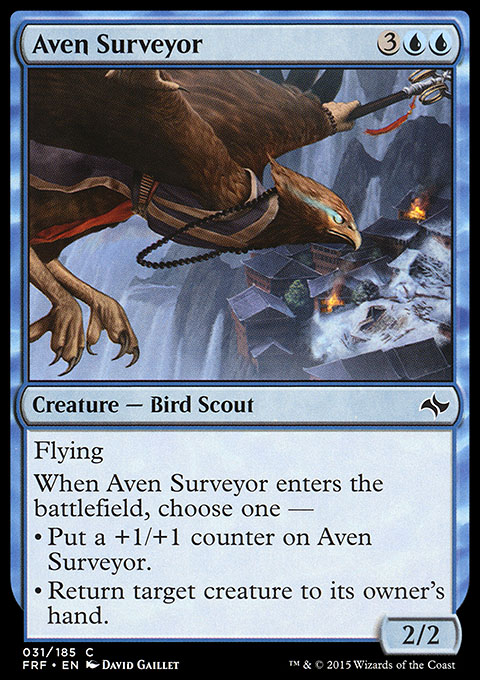 Aven Surveyor 3
Creature — Bird Scout
Flying
When Aven Surveyor enters the
battlefield, choose one —
• Put a +1/+1 counter on Aven
Surveyor.
• Return target creature to its owner's
hand.
2/2
031/185 C
FRF • EN DAVID GAILLET
™ & © 2015 Wizards of the Coast